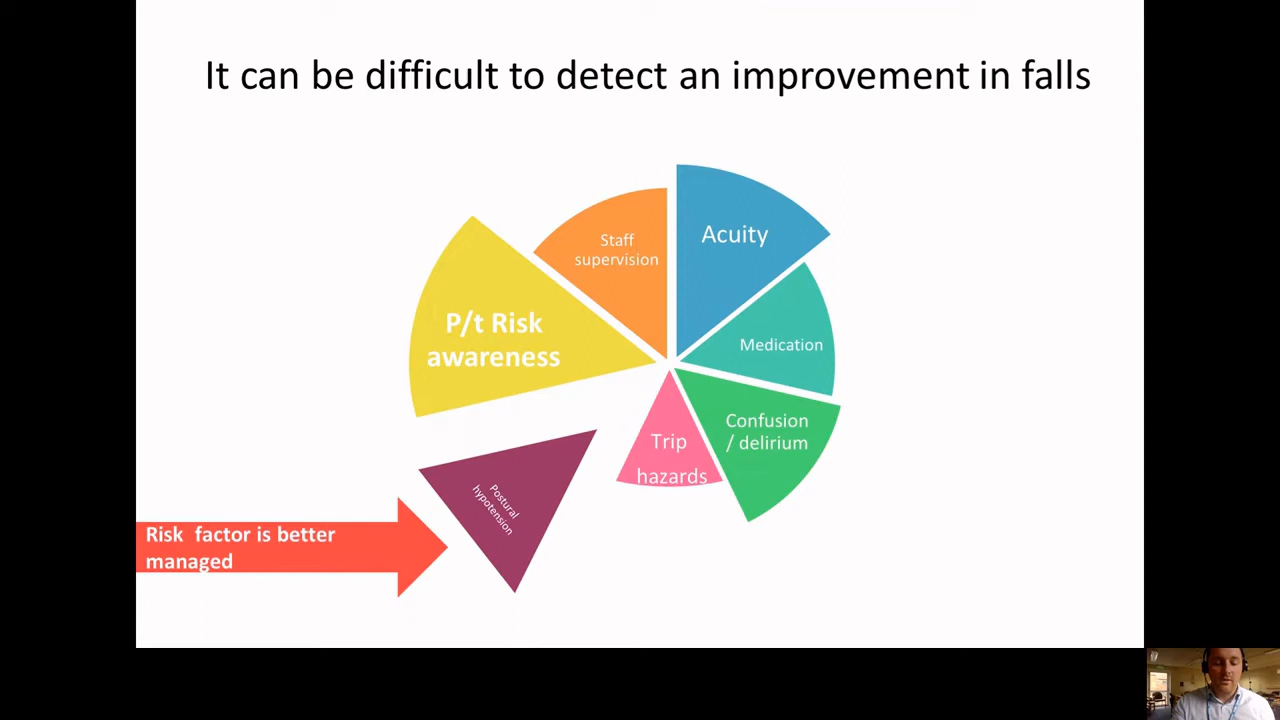 It can be difficult to detect an improvement in falls
Staff
supervision
Acuity
P/t Risk
awareness
Medication
Confusion
/ delirium
Trip
hazards
Postural
hypotension
Risk  factor is better
managed